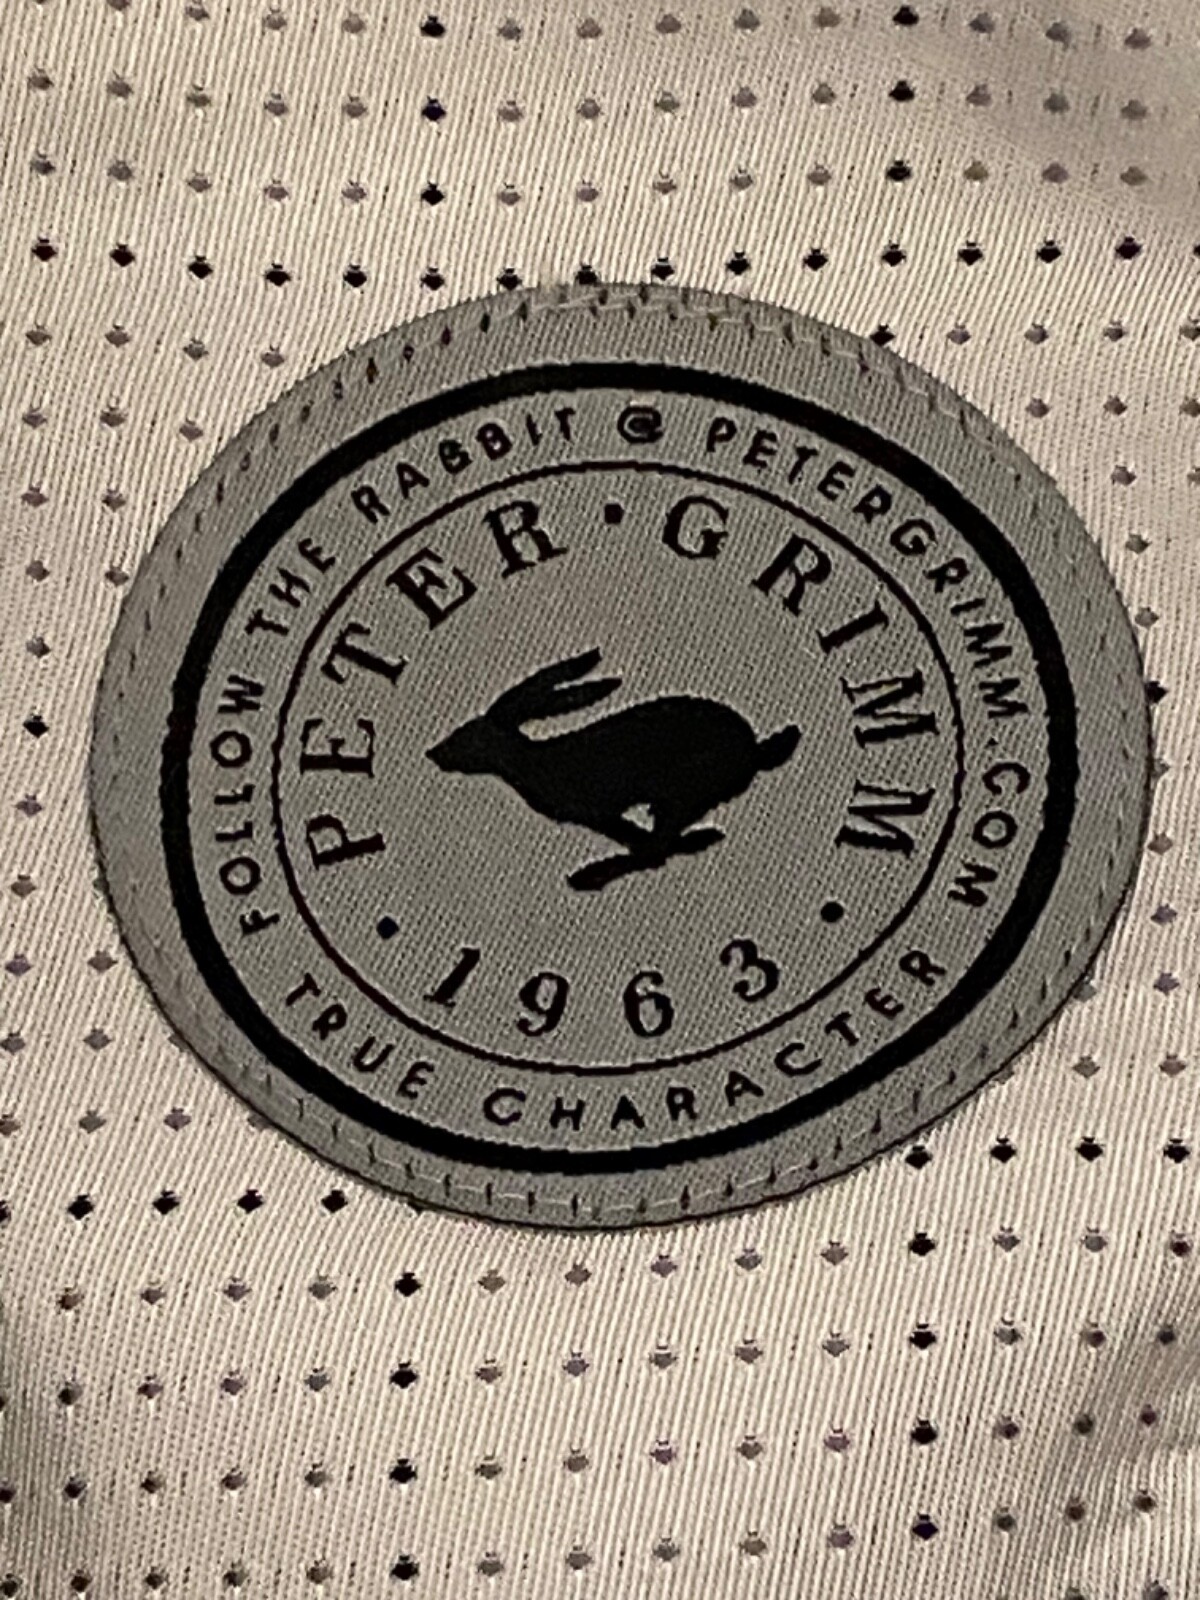 FOLLOW THE RABBIT @ PETERGRIMM.COM
PETER · GRIMM
· 1963 ·
TRUE CHARACTER